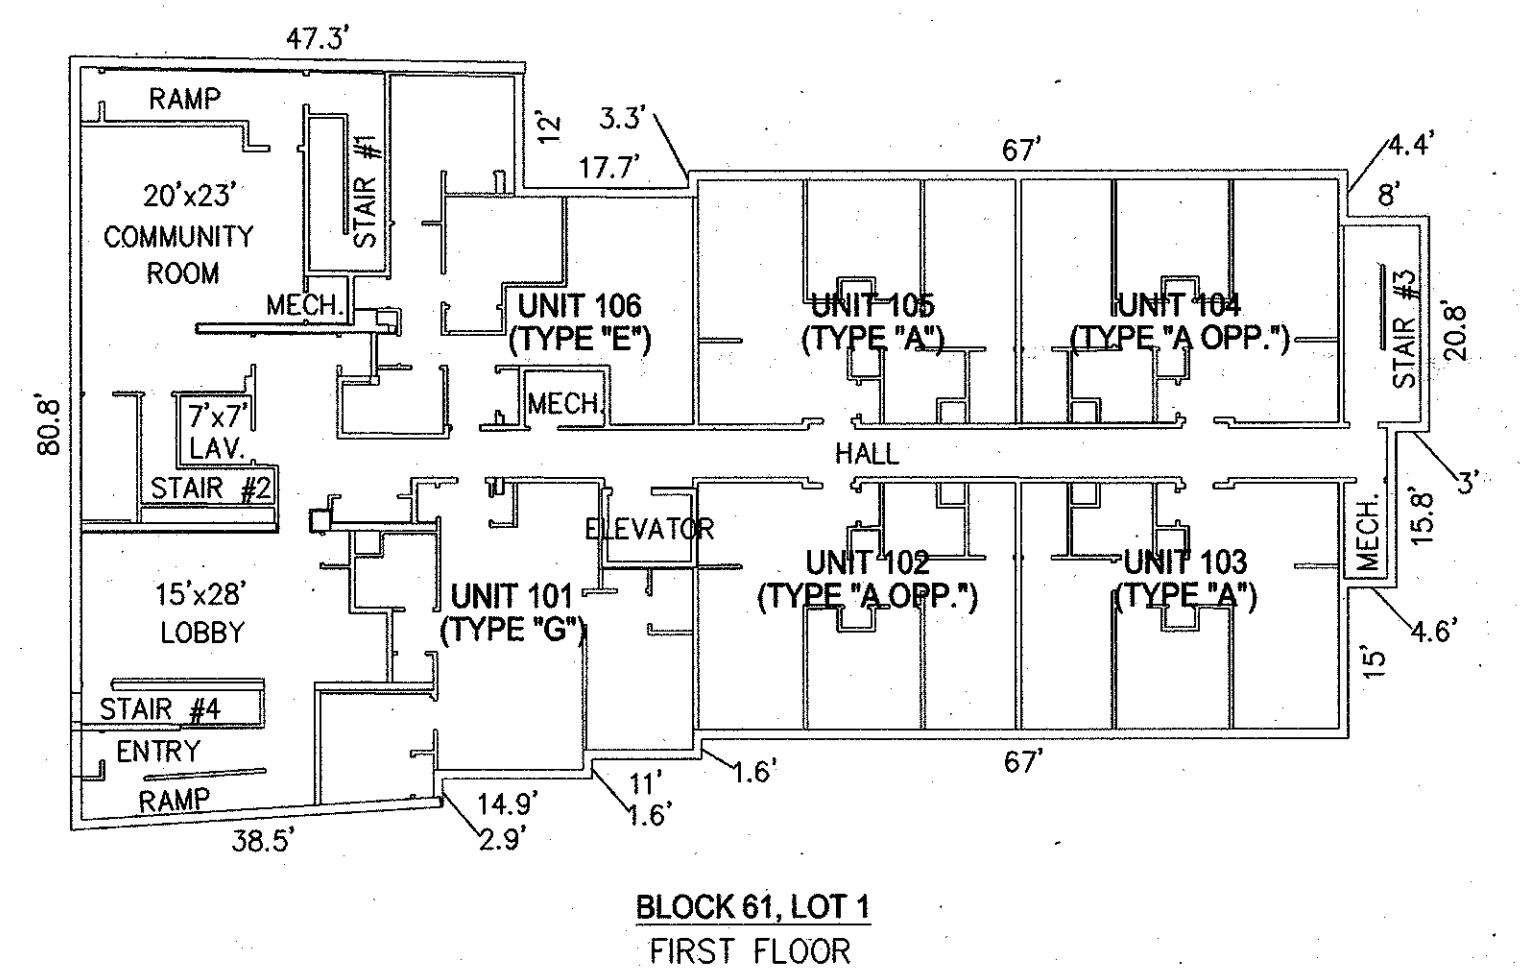 47.3'
RAMP
12'
3.3'
17.7'
67'
4.4'
8'
20'x23'
COMMUNITY
ROOM
STAIR #1
MECH.
UNIT 106
(TYPE "E")
UNIT 105
(TYPE "A")
UNIT 104
(TYPE "A OPP.")
STAIR #3
20.8'
80.8'
7'x7'
LAV.
MECH.
HALL
STAIR #2
3'
ELEVATOR
MECH.
15.8'
15'x28'
LOBBY
UNIT 101
(TYPE "G")
UNIT 102
(TYPE "A OPP.")
UNIT 103
(TYPE "A")
4.6'
15'
STAIR #4
ENTRY
RAMP
38.5'
14.9'
2.9'
11'
1.6'
1.6'
67'
BLOCK 61, LOT 1
FIRST FLOOR